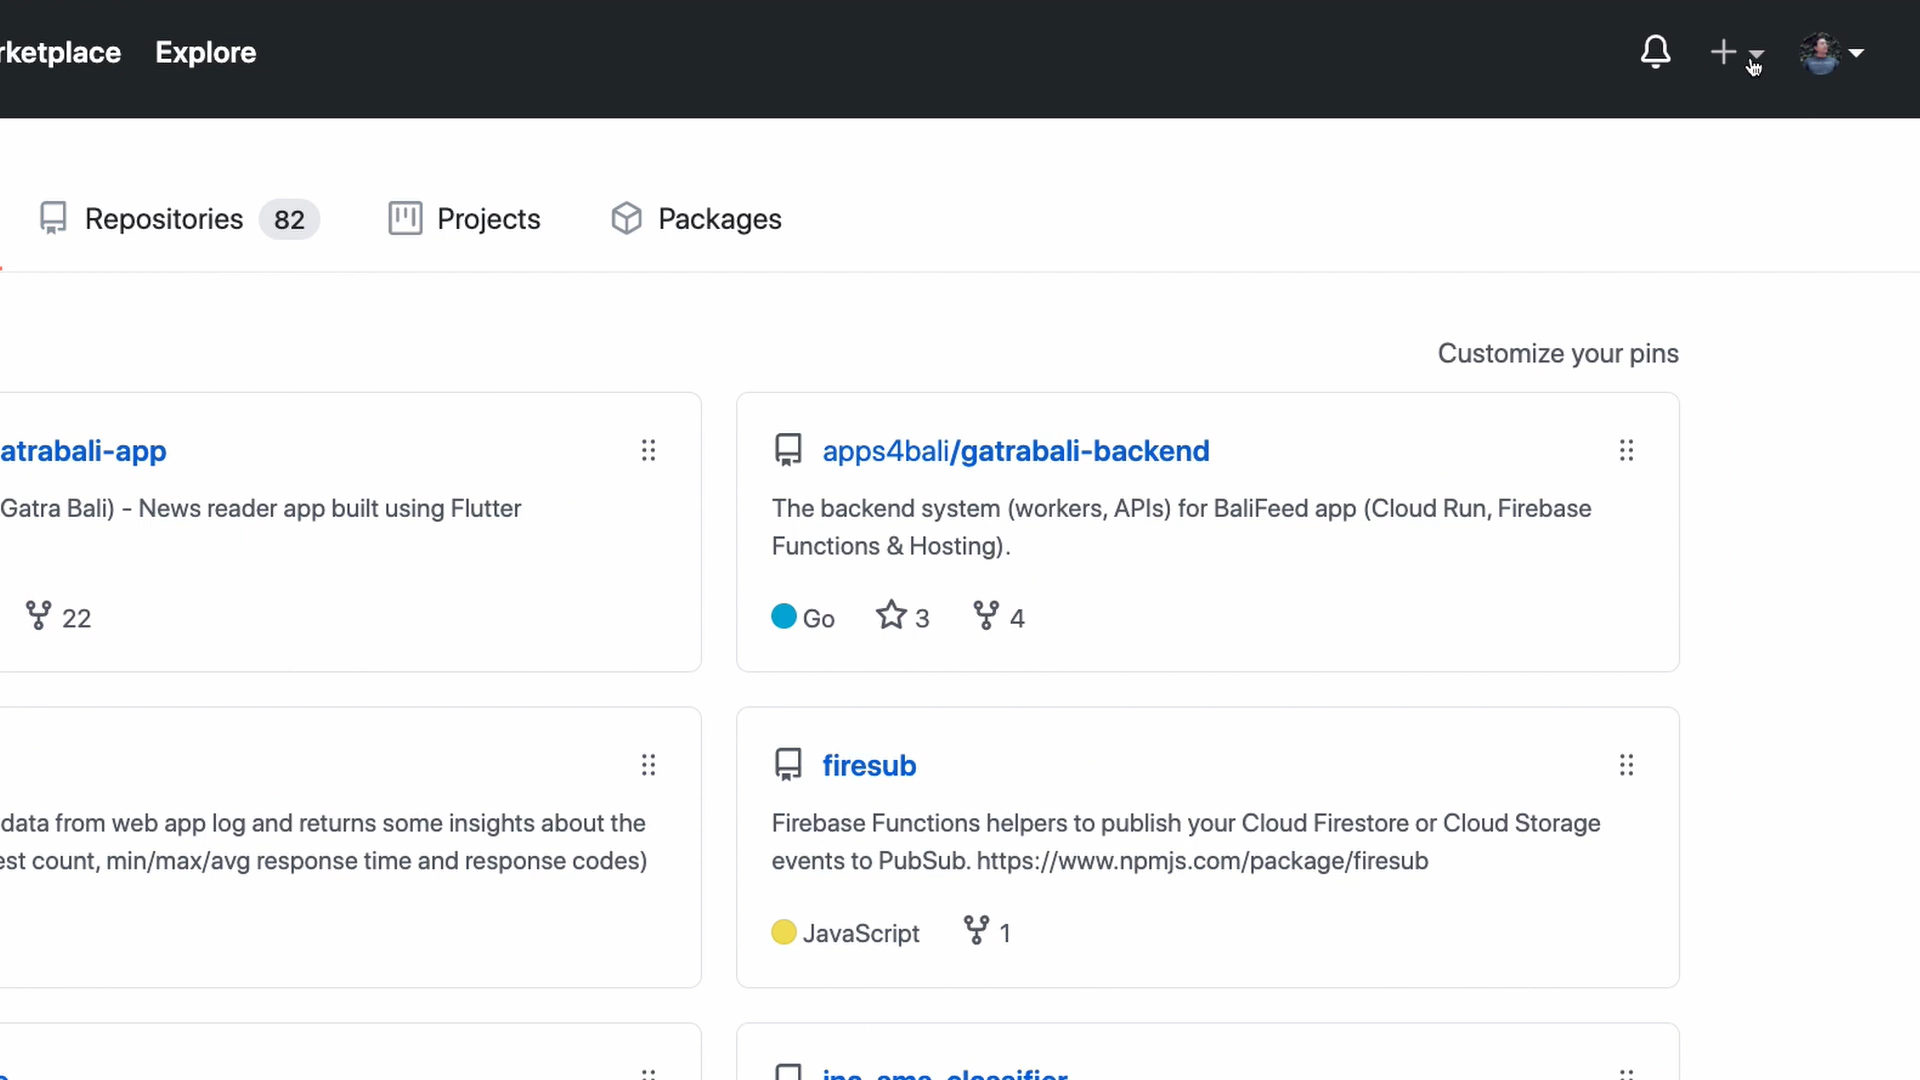 rketplace Explore
Repositories 82 Projects Packages
Customize your pins
atrabali-app
Gatra Bali) - News reader app built using Flutter
22
apps4bali/gatrabali-backend
The backend system (workers, APIs) for BaliFeed app (Cloud Run, Firebase
Functions & Hosting).
Go 3 4
data from web app log and returns some insights about the
est count, min/max/avg response time and response codes)
firesub
Firebase Functions helpers to publish your Cloud Firestore or Cloud Storage
events to PubSub. https://www.npmjs.com/package/firesub
JavaScript 1